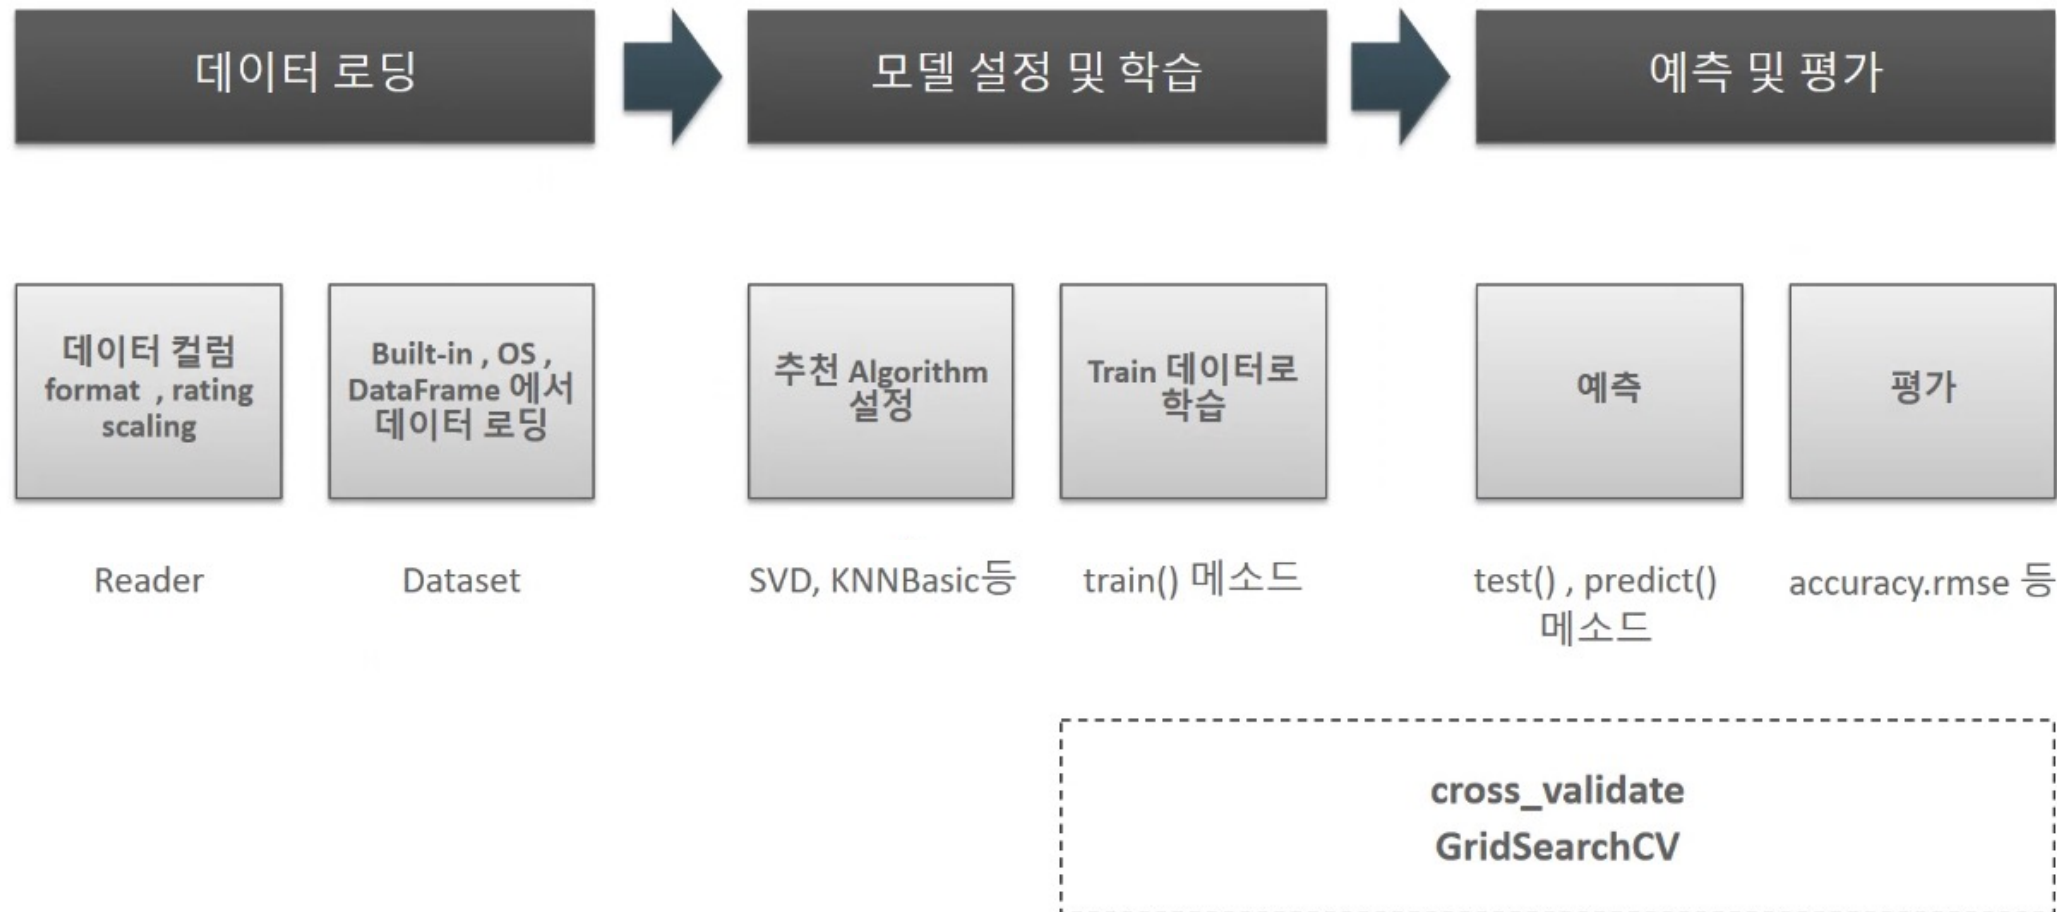 데이터 로딩
모델 설정 및 학습
예측 및 평가
데이터 컬럼
format , rating
scaling
Built-in , OS ,
DataFrame 에서
데이터 로딩
추천 Algorithm
설정
Train 데이터로
학습
예측
평가
Reader
Dataset
SVD, KNNBasic등
train() 메소드
test() , predict()
메소드
accuracy.rmse 등
cross_validate
GridSearchCV